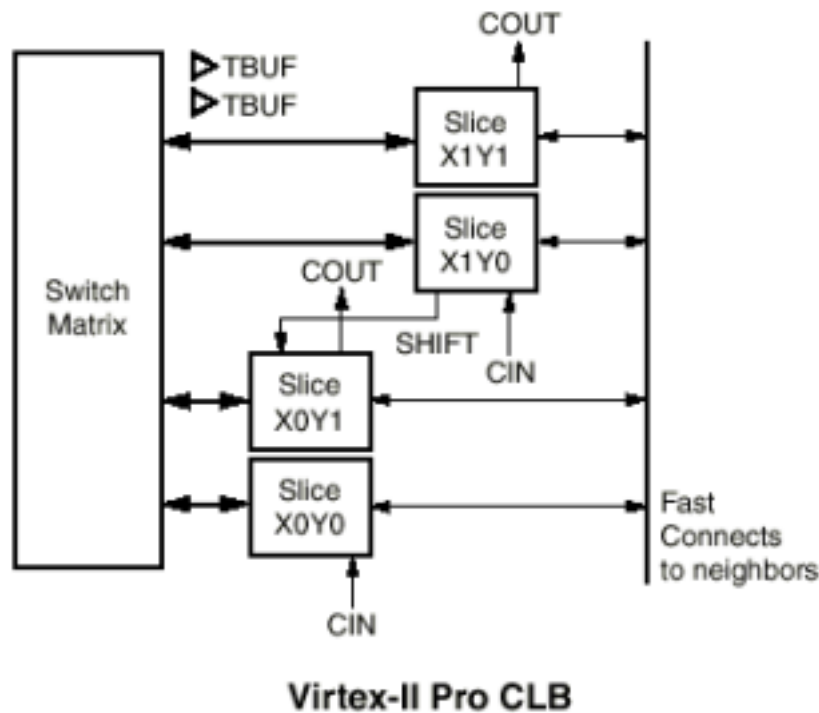 COUT
TBUF
TBUF
Slice
X1Y1
Slice
X1Y0
COUT
Switch
Matrix
SHIFT
CIN
Slice
X0Y1
Slice
X0Y0
Fast
Connects
to neighbors
CIN
Virtex-II Pro CLB